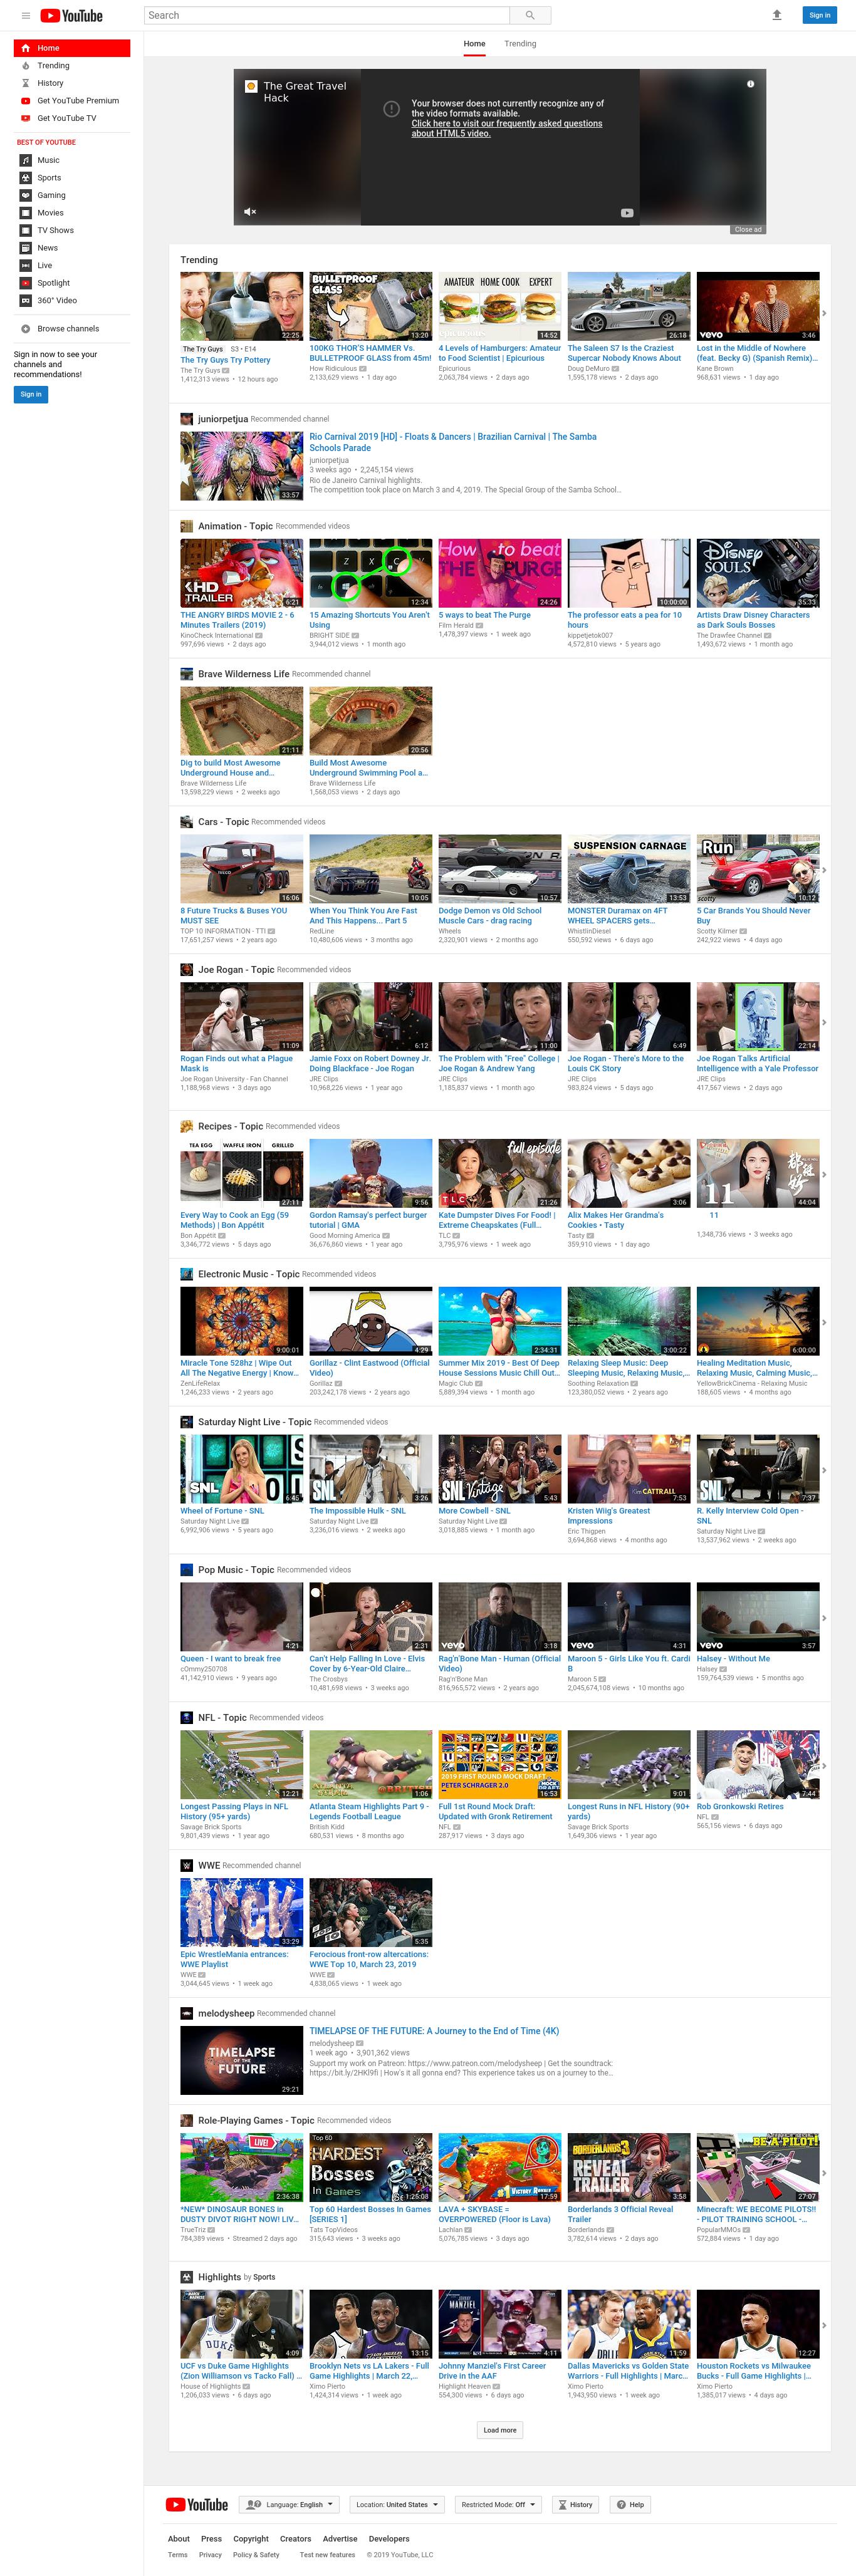 YouTube
Search
Sign in
Home
Trending
History
Get YouTube Premium
Get YouTube TV
BEST OF YOUTUBE
Music
Sports
Gaming
Movies
TV Shows
News
Live
Spotlight
360° Video
Browse channels
Sign in now to see your
channels and
recommendations!
Sign in
Home Trending
The Great Travel
Hack
Your browser does not currently recognize any of
the video formats available.
Click here to visit our frequently asked questions
about HTML5 video.
Close ad
Trending
BULLETPROOF
GLASS
AMATEUR HOME COOK EXPERT
vevo
22:25 13:20 14:52 26:18 3:46
The Try Guys S3 • E14
The Try Guys Try Pottery
The Try Guys
1,412,313 views • 12 hours ago
100KG THOR'S HAMMER Vs.
BULLETPROOF GLASS from 45m!
How Ridiculous
2,133,629 views • 1 day ago
4 Levels of Hamburgers: Amateur
to Food Scientist | Epicurious
Epicurious
2,063,784 views • 2 days ago
The Saleen S7 Is the Craziest
Supercar Nobody Knows About
Doug DeMuro
1,595,178 views • 2 days ago
Lost in the Middle of Nowhere
(feat. Becky G) (Spanish Remix)...
Kane Brown
968,631 views • 1 day ago
juniorpetjua Recommended channel
33:57
Rio Carnival 2019 [HD] - Floats & Dancers | Brazilian Carnival | The Samba
Schools Parade
juniorpetjua
3 weeks ago • 2,245,154 views
Rio de Janeiro Carnival highlights.
The competition took place on March 3 and 4, 2019. The Special Group of the Samba School...
Animation - Topic Recommended videos
HD
TRAILER
Z X C
How to beat
THE PURGE
Disney
SOULS
6:21 12:34 24:26 10:00:00 35:33
THE ANGRY BIRDS MOVIE 2 - 6
Minutes Trailers (2019)
KinoCheck International
997,696 views • 2 days ago
15 Amazing Shortcuts You Aren't
Using
BRIGHT SIDE
3,944,012 views • 1 month ago
5 ways to beat The Purge
Film Herald
1,478,397 views • 1 week ago
The professor eats a pea for 10
hours
kippetjetok007
4,572,810 views • 5 years ago
Artists Draw Disney Characters
as Dark Souls Bosses
The Drawfee Channel
1,493,672 views • 1 month ago
Brave Wilderness Life Recommended channel
21:11 20:56
Dig to build Most Awesome
Underground House and...
Brave Wilderness Life
13,598,229 views • 2 weeks ago
Build Most Awesome
Underground Swimming Pool a...
Brave Wilderness Life
1,568,053 views • 2 days ago
Cars - Topic Recommended videos
SUSPENSION CARNAGE
Run
scotty
16:06 10:05 10:57 13:53 10:12
8 Future Trucks & Buses YOU
MUST SEE
TOP 10 INFORMATION - TTI
17,651,257 views • 2 years ago
When You Think You Are Fast
And This Happens... Part 5
RedLine
10,480,606 views • 3 months ago
Dodge Demon vs Old School
Muscle Cars - drag racing
Wheels
2,320,901 views • 2 months ago
MONSTER Duramax on 4FT
WHEEL SPACERS gets...
WhistlinDiesel
550,592 views • 6 days ago
5 Car Brands You Should Never
Buy
Scotty Kilmer
242,922 views • 4 days ago
Joe Rogan - Topic Recommended videos
11:09 6:12 11:00 6:49 22:14
Rogan Finds out what a Plague
Mask is
Joe Rogan University - Fan Channel
1,188,968 views • 3 days ago
Jamie Foxx on Robert Downey Jr.
Doing Blackface - Joe Rogan
JRE Clips
10,968,226 views • 1 year ago
The Problem with "Free" College |
Joe Rogan & Andrew Yang
JRE Clips
1,185,837 views • 1 month ago
Joe Rogan - There's More to the
Louis CK Story
JRE Clips
983,824 views • 5 days ago
Joe Rogan Talks Artificial
Intelligence with a Yale Professor
JRE Clips
417,567 views • 2 days ago
Recipes - Topic Recommended videos
TEA EGG WAFFLE IRON GRILLED
full episode
TLC
都挺好
11
27:11 9:56 21:26 3:06 44:04
Every Way to Cook an Egg (59
Methods) | Bon Appétit
Bon Appétit
3,346,772 views • 5 days ago
Gordon Ramsay's perfect burger
tutorial | GMA
Good Morning America
36,676,860 views • 1 year ago
Kate Dumpster Dives For Food! |
Extreme Cheapskates (Full...
TLC
3,795,976 views • 1 week ago
Alix Makes Her Grandma's
Cookies • Tasty
Tasty
359,910 views • 1 day ago
11
1,348,736 views • 3 weeks ago
Electronic Music - Topic Recommended videos
9:00:01 4:29 2:34:31 3:00:22 6:00:00
Miracle Tone 528hz | Wipe Out
All The Negative Energy | Know...
ZenLifeRelax
1,246,233 views • 2 years ago
Gorillaz - Clint Eastwood (Official
Video)
Gorillaz
203,242,178 views • 2 years ago
Summer Mix 2019 - Best Of Deep
House Sessions Music Chill Out...
Magic Club
5,889,394 views • 1 month ago
Relaxing Sleep Music: Deep
Sleeping Music, Relaxing Music,...
Soothing Relaxation
123,380,052 views • 2 years ago
Healing Meditation Music,
Relaxing Music, Calming Music,...
YellowBrickCinema - Relaxing Music
188,605 views • 4 months ago
Saturday Night Live - Topic Recommended videos
SNL
SNL
SNL Vintage
Kim CATTRALL
SNL
6:45 3:26 5:43 7:53 7:37
Wheel of Fortune - SNL
Saturday Night Live
6,992,906 views • 5 years ago
The Impossible Hulk - SNL
Saturday Night Live
3,236,016 views • 2 weeks ago
More Cowbell - SNL
Saturday Night Live
3,018,885 views • 1 month ago
Kristen Wiig's Greatest
Impressions
Eric Thigpen
3,694,868 views • 4 months ago
R. Kelly Interview Cold Open -
SNL
Saturday Night Live
13,537,962 views • 2 weeks ago
Pop Music - Topic Recommended videos
vevo vevo vevo
4:21 2:31 3:18 4:31 3:57
Queen - I want to break free
c0mmy250708
41,142,910 views • 9 years ago
Can't Help Falling In Love - Elvis
Cover by 6-Year-Old Claire...
The Crosbys
10,481,698 views • 3 weeks ago
Rag'n'Bone Man - Human (Official
Video)
Rag'n'Bone Man
816,965,572 views • 2 years ago
Maroon 5 - Girls Like You ft. Cardi
B
Maroon 5
2,045,674,108 views • 10 months ago
Halsey - Without Me
Halsey
159,764,539 views • 5 months ago
NFL - Topic Recommended videos
2019 FIRST ROUND MOCK DRAFT
PETER SCHRAGER 2.0
MOCK DRAFT
12:21 1:06 16:53 9:01 7:44
Longest Passing Plays in NFL
History (95+ yards)
Savage Brick Sports
9,801,439 views • 1 year ago
Atlanta Steam Highlights Part 9 -
Legends Football League
British Kidd
680,531 views • 8 months ago
Full 1st Round Mock Draft:
Updated with Gronk Retirement
NFL
287,917 views • 3 days ago
Longest Runs in NFL History (90+
yards)
Savage Brick Sports
1,649,306 views • 1 year ago
Rob Gronkowski Retires
NFL
565,156 views • 6 days ago
WWE Recommended channel
ROCK
TOP 10
33:29 5:35
Epic WrestleMania entrances:
WWE Playlist
WWE
3,044,645 views • 1 week ago
Ferocious front-row altercations:
WWE Top 10, March 23, 2019
WWE
4,838,065 views • 1 week ago
melodysheep Recommended channel
TIMELAPSE
OF THE
FUTURE
29:21
TIMELAPSE OF THE FUTURE: A Journey to the End of Time (4K)
melodysheep
1 week ago • 3,901,362 views
Support my work on Patreon: https://www.patreon.com/melodysheep | Get the soundtrack:
https://bit.ly/2HKl9fi | How's it all gonna end? This experience takes us on a journey to the...
Role-Playing Games - Topic Recommended videos
LIVE!
Top 60
HARDEST
Bosses
In Games
#1 VICTORY ROYALE
BORDERLANDS 3
REVEAL
TRAILER
BE-A-PILOT!
2:36:38 1:25:08 17:59 3:58 27:07
*NEW* DINOSAUR BONES in
DUSTY DIVOT RIGHT NOW! LIV...
TrueTriz
784,389 views • Streamed 2 days ago
Top 60 Hardest Bosses In Games
[SERIES 1]
Tats TopVideos
315,643 views • 3 weeks ago
LAVA + SKYBASE =
OVERPOWERED (Floor is Lava)
Lachlan
5,076,785 views • 3 days ago
Borderlands 3 Official Reveal
Trailer
Borderlands
3,782,614 views • 2 days ago
Minecraft: WE BECOME PILOTS!!
- PILOT TRAINING SCHOOL -...
PopularMMOs
572,884 views • 1 day ago
Highlights by Sports
DUKE
MANZIEL
4:09 13:15 4:11 11:59 12:27
UCF vs Duke Game Highlights
(Zion Williamson vs Tacko Fall) ...
House of Highlights
1,206,033 views • 6 days ago
Brooklyn Nets vs LA Lakers - Full
Game Highlights | March 22,...
Ximo Pierto
1,424,314 views • 1 week ago
Johnny Manziel's First Career
Drive in the AAF
Highlight Heaven
554,300 views • 6 days ago
Dallas Mavericks vs Golden State
Warriors - Full Highlights | Marc...
Ximo Pierto
1,943,950 views • 1 week ago
Houston Rockets vs Milwaukee
Bucks - Full Game Highlights |...
Ximo Pierto
1,385,017 views • 4 days ago
Load more
YouTube
Language: English
Location: United States
Restricted Mode: Off
History
Help
About Press Copyright Creators Advertise Developers
Terms Privacy Policy & Safety Test new features © 2019 YouTube, LLC